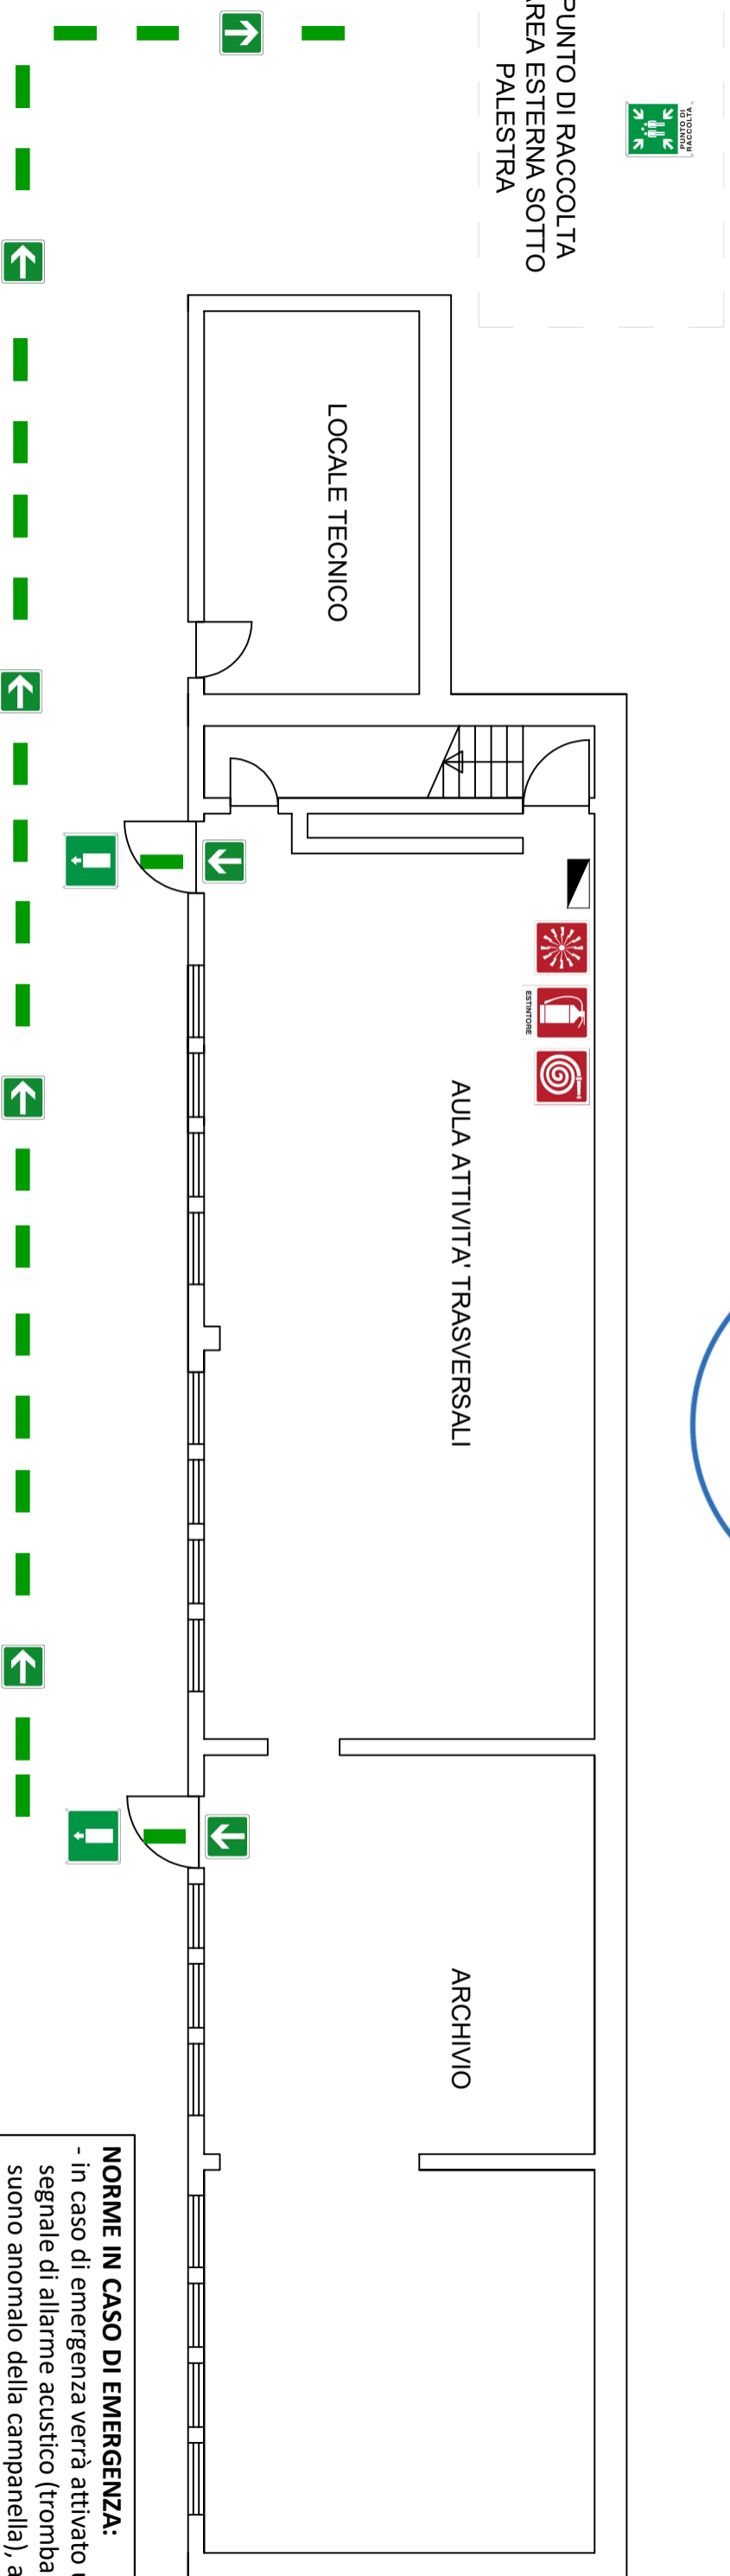 PUNTO DI RACCOLTA
AREA ESTERNA SOTTO
PALESTRA
PUNTO DI
RACCOLTA
LOCALE TECNICO
ESTINTORE
AULA ATTIVITA' TRASVERSALI
ARCHIVIO
NORME IN CASO DI EMERGENZA:
- in caso di emergenza verrà attivato
segnale di allarme acustico (tromba
suono anomalo della campanella), a